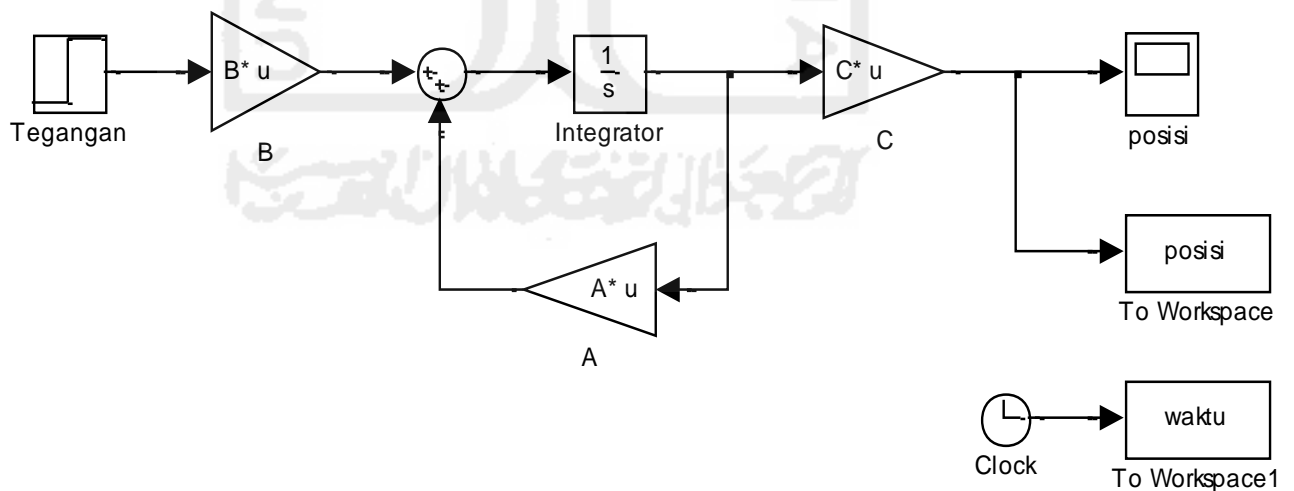 Tegangan
B* u
B
1
s
Integrator
C* u
C
posisi
A* u
A
posisi
To Workspace
Clock
waktu
To Workspace1